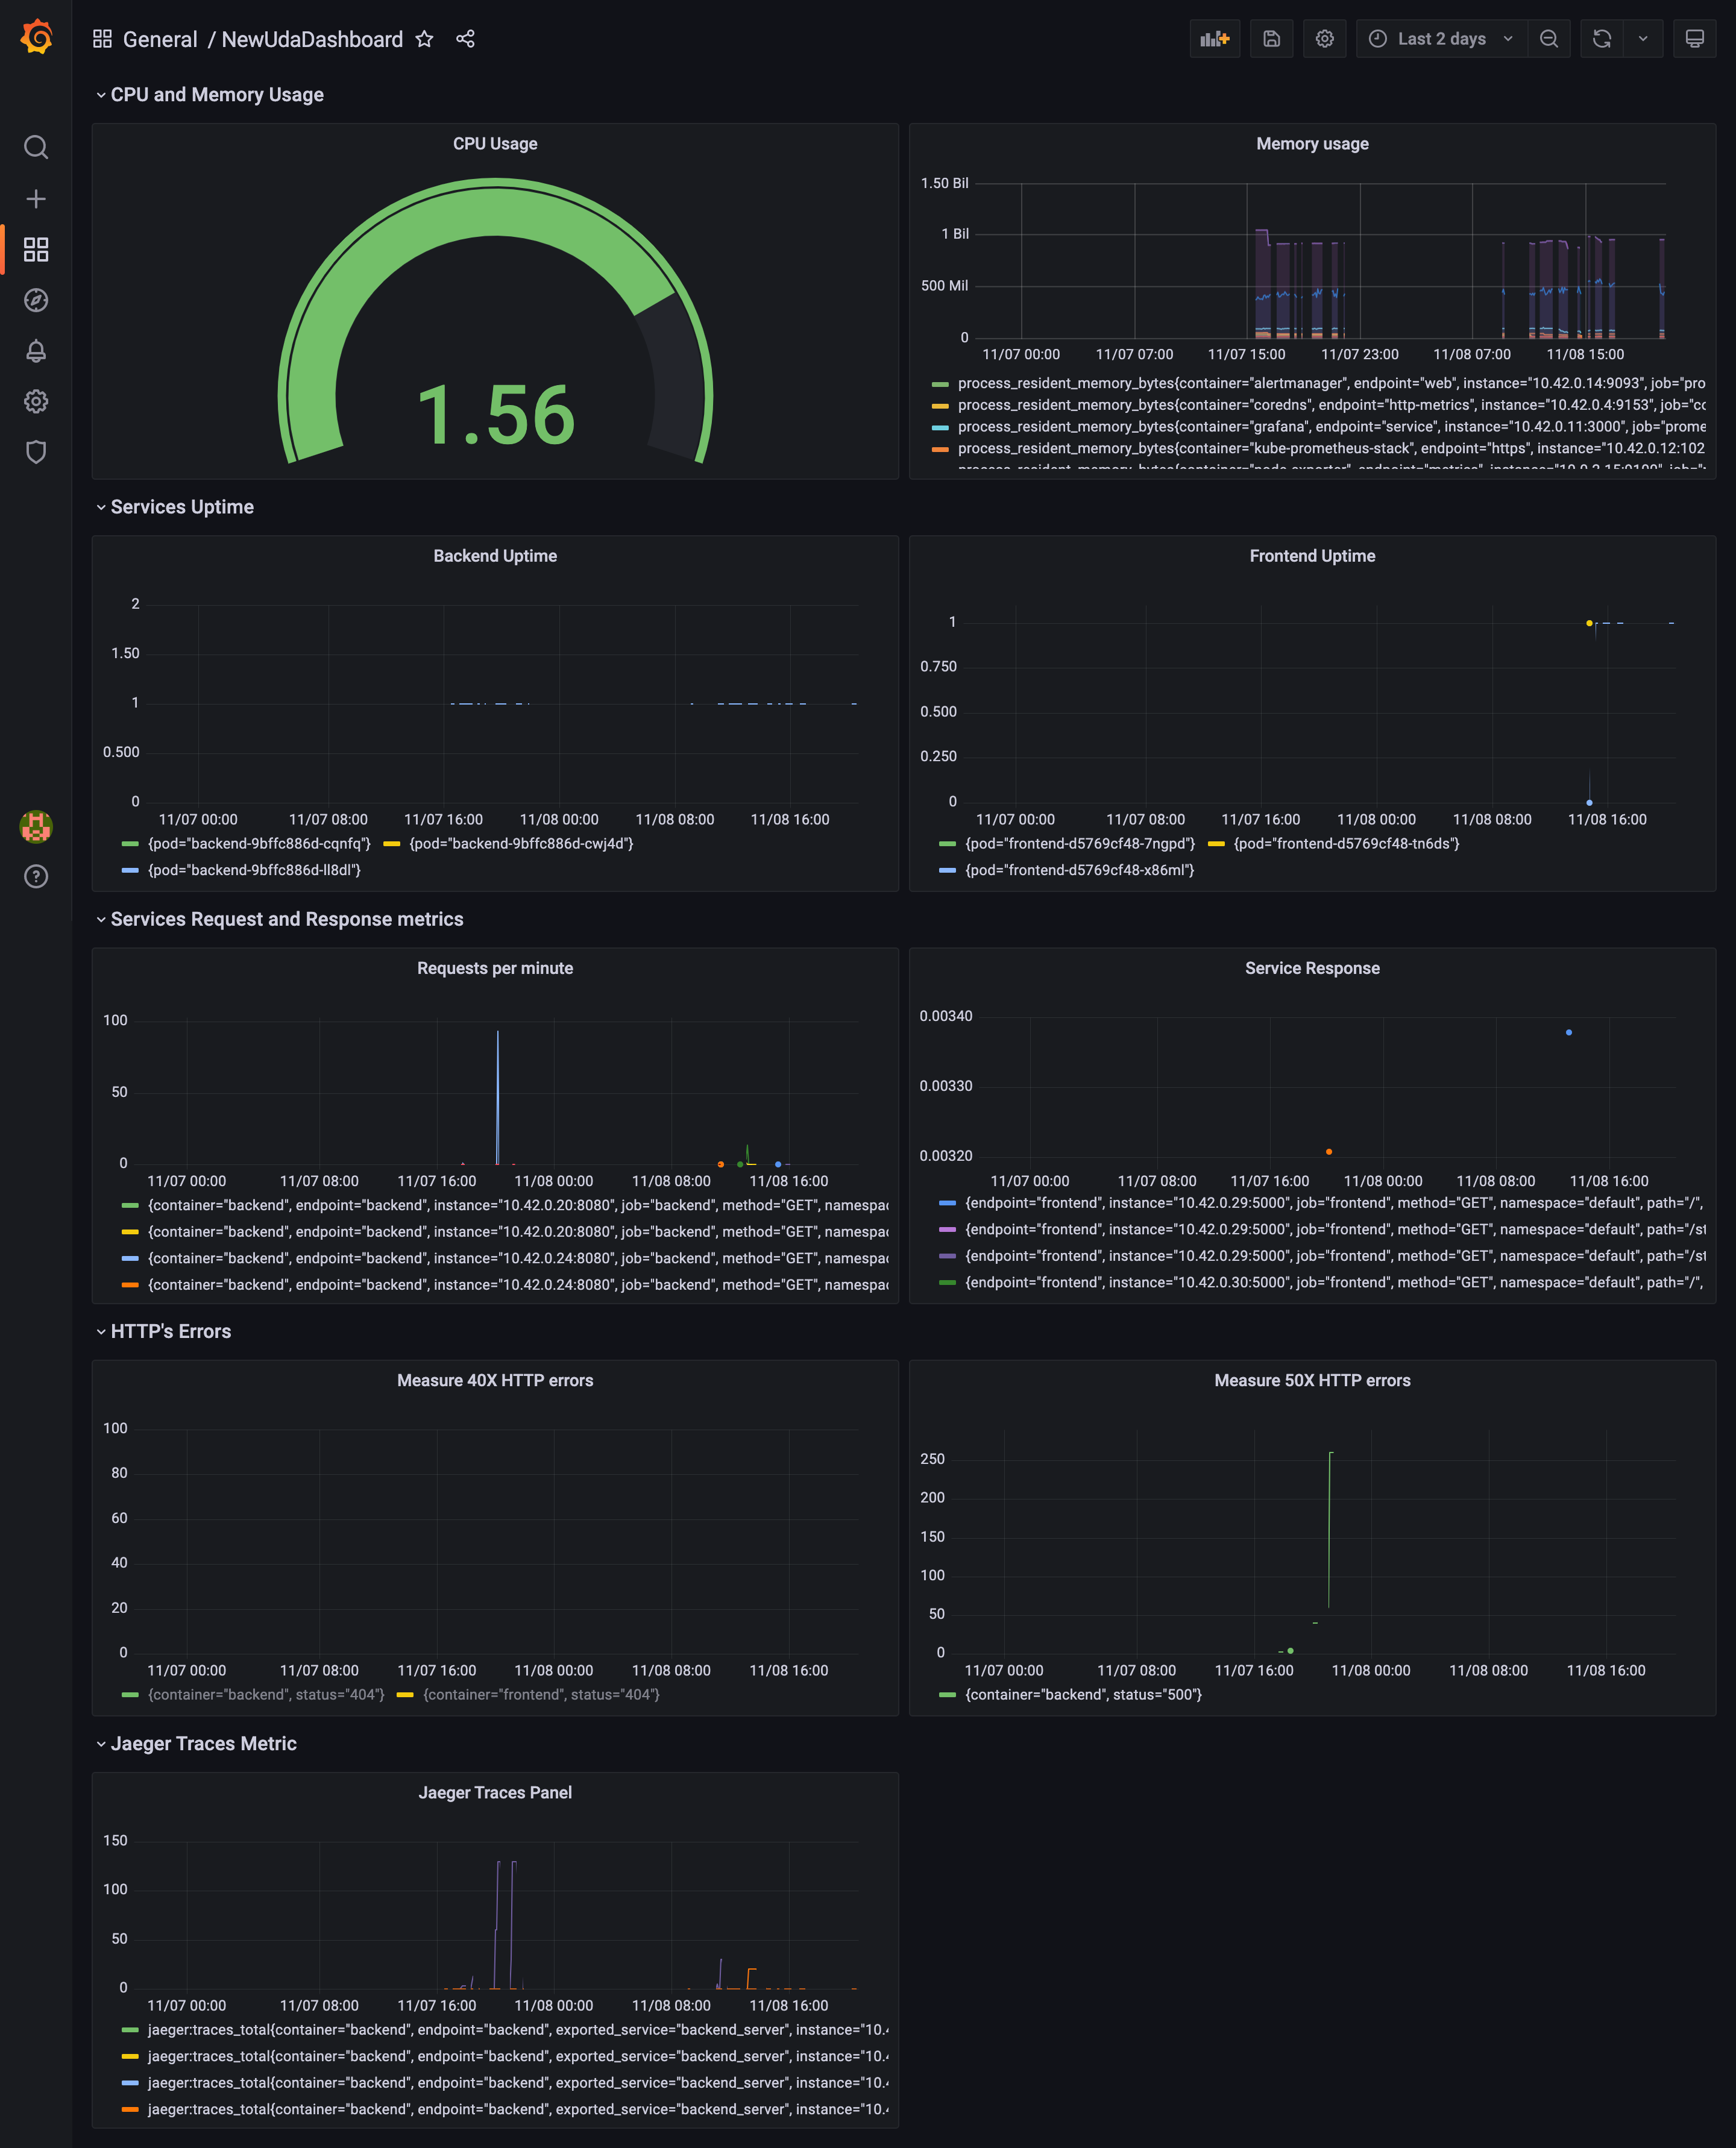 General / NewUdaDashboard
Last 2 days
CPU and Memory Usage
CPU Usage
1.56
Memory usage
1.50 Bil
1 Bil
500 Mil
0
11/07 00:00 11/07 07:00 11/07 15:00 11/07 23:00 11/08 07:00 11/08 15:00
process_resident_memory_bytes{container="alertmanager", endpoint="web", instance="10.42.0.14:9093", job="pro
process_resident_memory_bytes{container="coredns", endpoint="http-metrics", instance="10.42.0.4:9153", job="cc
process_resident_memory_bytes{container="grafana", endpoint="service", instance="10.42.0.11:3000", job="prome
process_resident_memory_bytes{container="kube-prometheus-stack", endpoint="https", instance="10.42.0.12:102
process_resident_memory_bytes{container="node-exporter", endpoint="metrics", instance="10.0.2.15:9100", job="
Services Uptime
Backend Uptime
2
1.50
1
0.500
0
11/07 00:00 11/07 08:00 11/07 16:00 11/08 00:00 11/08 08:00 11/08 16:00
{pod="backend-9bffc886d-cqnfq"} {pod="backend-9bffc886d-cwj4d"}
{pod="backend-9bffc886d-ll8dl"}
Frontend Uptime
1
0.750
0.500
0.250
0
11/07 00:00 11/07 08:00 11/07 16:00 11/08 00:00 11/08 08:00 11/08 16:00
{pod="frontend-d5769cf48-7ngpd"} {pod="frontend-d5769cf48-tn6ds"}
{pod="frontend-d5769cf48-x86ml"}
Services Request and Response metrics
Requests per minute
100
50
0
11/07 00:00 11/07 08:00 11/07 16:00 11/08 00:00 11/08 08:00 11/08 16:00
{container="backend", endpoint="backend", instance="10.42.0.20:8080", job="backend", method="GET", namespac
{container="backend", endpoint="backend", instance="10.42.0.20:8080", job="backend", method="GET", namespac
{container="backend", endpoint="backend", instance="10.42.0.24:8080", job="backend", method="GET", namespac
{container="backend", endpoint="backend", instance="10.42.0.24:8080", job="backend", method="GET", namespac
Service Response
0.00340
0.00330
0.00320
11/07 00:00 11/07 08:00 11/07 16:00 11/08 00:00 11/08 08:00 11/08 16:00
{endpoint="frontend", instance="10.42.0.29:5000", job="frontend", method="GET", namespace="default", path="/",
{endpoint="frontend", instance="10.42.0.29:5000", job="frontend", method="GET", namespace="default", path="/st
{endpoint="frontend", instance="10.42.0.29:5000", job="frontend", method="GET", namespace="default", path="/st
{endpoint="frontend", instance="10.42.0.30:5000", job="frontend", method="GET", namespace="default", path="/",
HTTP's Errors
Measure 40X HTTP errors
100
80
60
40
20
0
11/07 00:00 11/07 08:00 11/07 16:00 11/08 00:00 11/08 08:00 11/08 16:00
{container="backend", status="404"} {container="frontend", status="404"}
Measure 50X HTTP errors
250
200
150
100
50
0
11/07 00:00 11/07 08:00 11/07 16:00 11/08 00:00 11/08 08:00 11/08 16:00
{container="backend", status="500"}
Jaeger Traces Metric
Jaeger Traces Panel
150
100
50
0
11/07 00:00 11/07 08:00 11/07 16:00 11/08 00:00 11/08 08:00 11/08 16:00
jaeger:traces_total{container="backend", endpoint="backend", exported_service="backend_server", instance="10.4
jaeger:traces_total{container="backend", endpoint="backend", exported_service="backend_server", instance="10.4
jaeger:traces_total{container="backend", endpoint="backend", exported_service="backend_server", instance="10.4
jaeger:traces_total{container="backend", endpoint="backend", exported_service="backend_server", instance="10.4